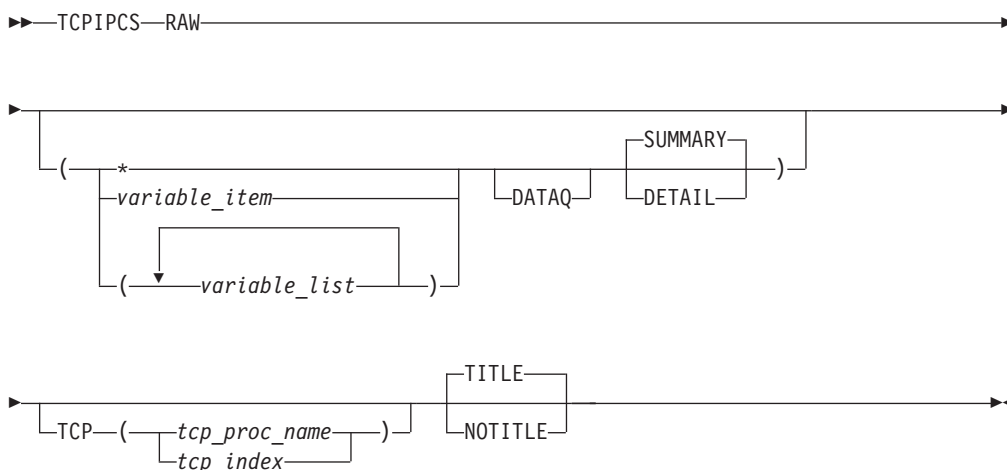 TCPIPCS RAW
SUMMARY
( * )
variable_item DATAQ DETAIL
( variable_list )
TITLE
TCP ( tcp_proc_name ) NOTITLE
tcp_index